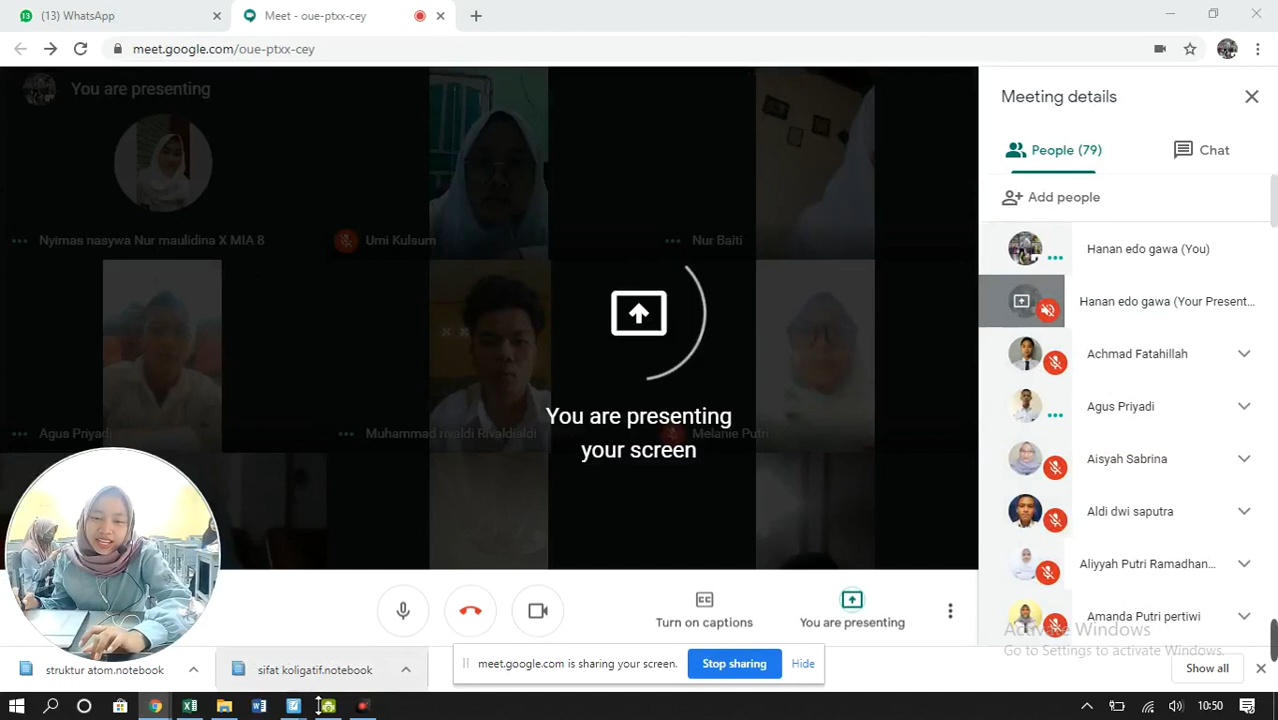 (13) WhatsApp
Meet - oue-ptxx-cey
meet.google.com/oue-ptxx-cey
You are presenting
Meeting details
People (79)
Chat
Add people
Nyimas nasywa Nur maulidina X MIA 8
Umi Kulsum
Nur Baiti
Hanan edo gawa (You)
Hanan edo gawa (Your Present...
Achmad Fatahillah
You are presenting
your screen
Agus Priyadi
Muhammad rivaldi Rivaldialdi
Melanie Putri
Agus Priyadi
Aisyah Sabrina
Aldi dwi saputra
Aliyyah Putri Ramadhan...
Amanda Putri pertiwi
Turn on captions
You are presenting
Activate Windows
Go to Settings to activate Windows.
struktur atom.notebook
sifat koligatif.notebook
meet.google.com is sharing your screen.
Stop sharing
Hide
Show all
10:50